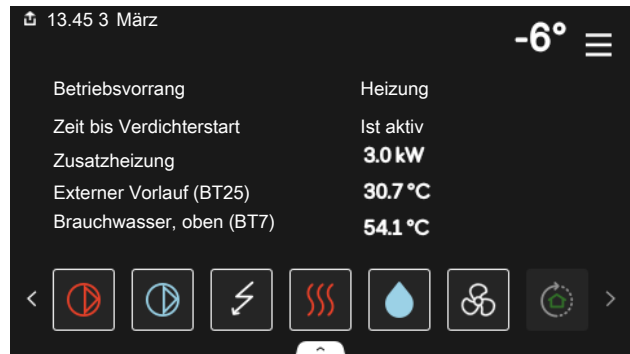 13.45 3 März
-6°
Betriebsvorrang Heizung
Zeit bis Verdichterstart Ist aktiv
Zusatzheizung 3.0 kW
Externer Vorlauf (BT25) 30.7 °C
Brauchwasser, oben (BT7) 54.1 °C